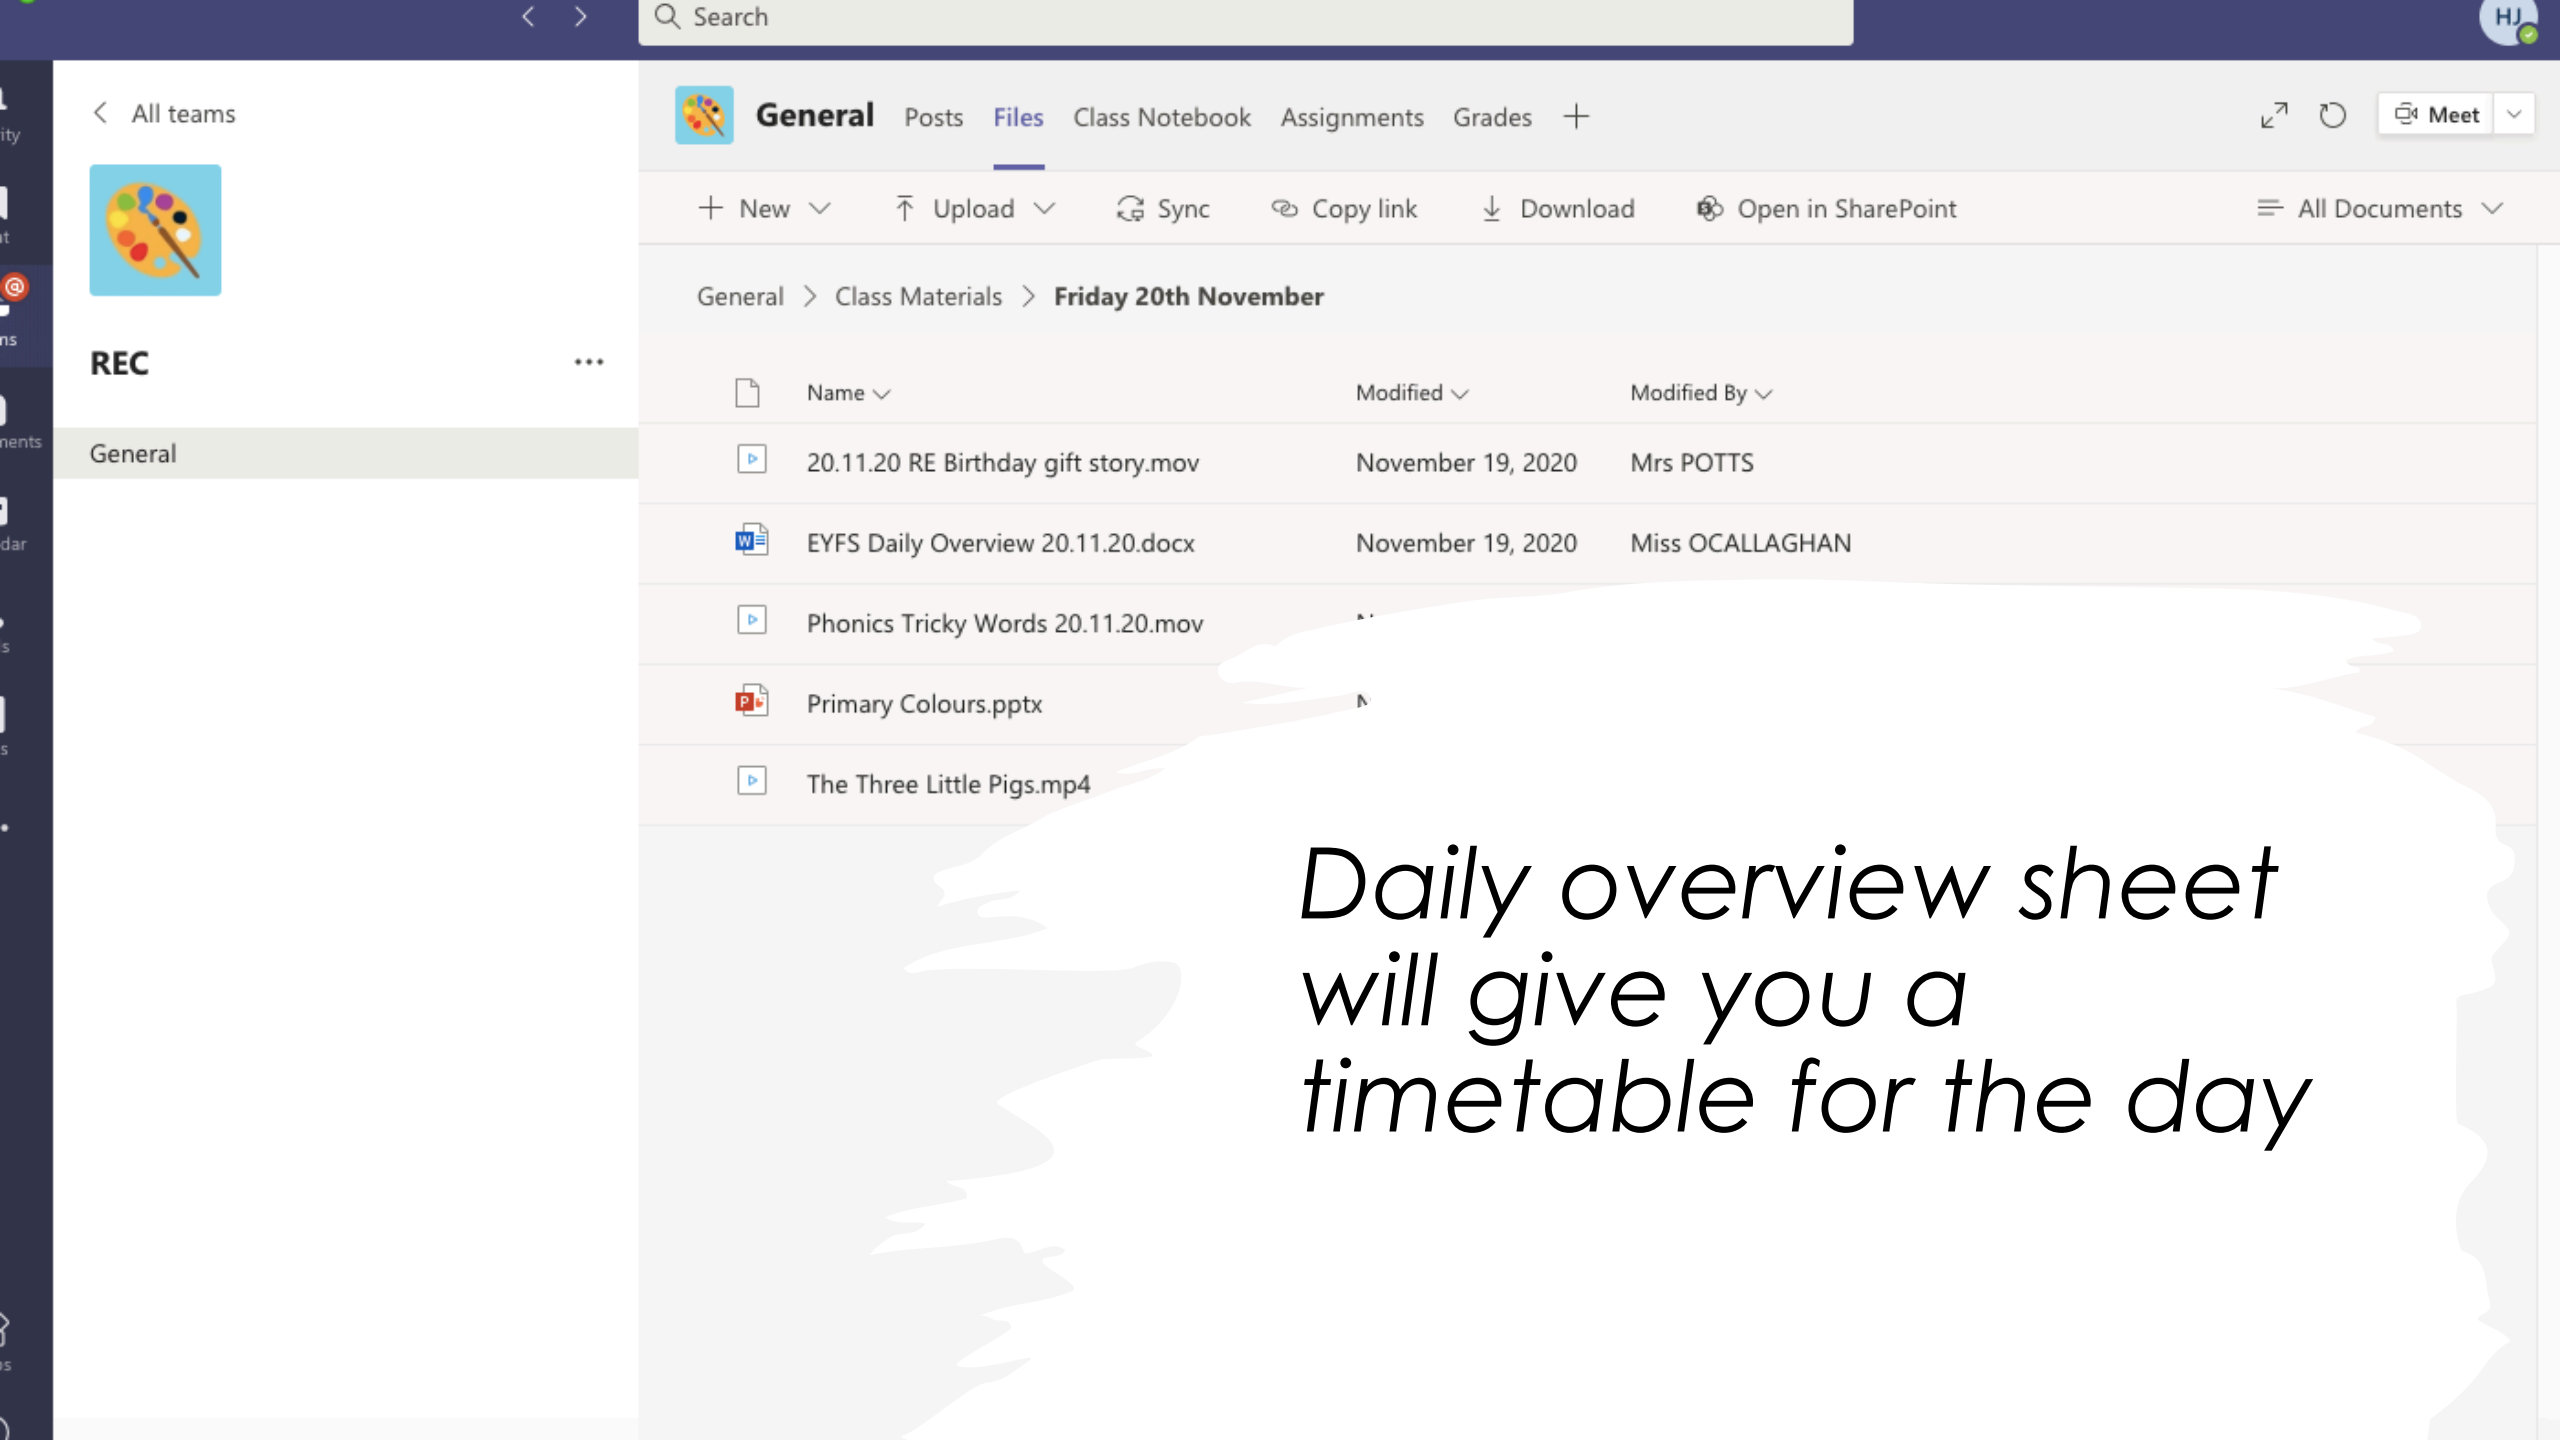 Search
HJ
All teams
General Posts Files Class Notebook Assignments Grades
Meet
New Upload Sync Copy link Download Open in SharePoint All Documents
General > Class Materials > Friday 20th November
REC
General
Name Modified Modified By
20.11.20 RE Birthday gift story.mov November 19, 2020 Mrs POTTS
EYFS Daily Overview 20.11.20.docx November 19, 2020 Miss OCALLAGHAN
Phonics Tricky Words 20.11.20.mov
Primary Colours.pptx
The Three Little Pigs.mp4
Daily overview sheet
will give you a
timetable for the day